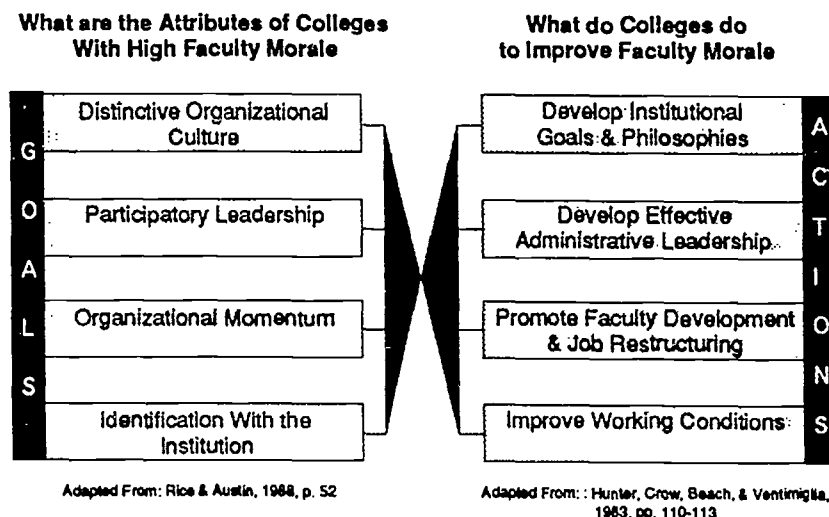 What are the Attributes of Colleges
With High Faculty Morale
GOALS
Distinctive Organizational
Culture
Participatory Leadership
Organizational Momentum
Identification With the
Institution
Adapted From: Rice & Austin, 1988, p. 52
What do Colleges do
to Improve Faculty Morale
Develop Institutional
Goals & Philosophies
Develop Effective
Administrative Leadership
Promote Faculty Development
& Job Restructuring
Improve Working Conditions
ACTIONS
Adapted From: : Hunter, Crow, Beach, & Ventimiglia,
1983, pp. 110-113